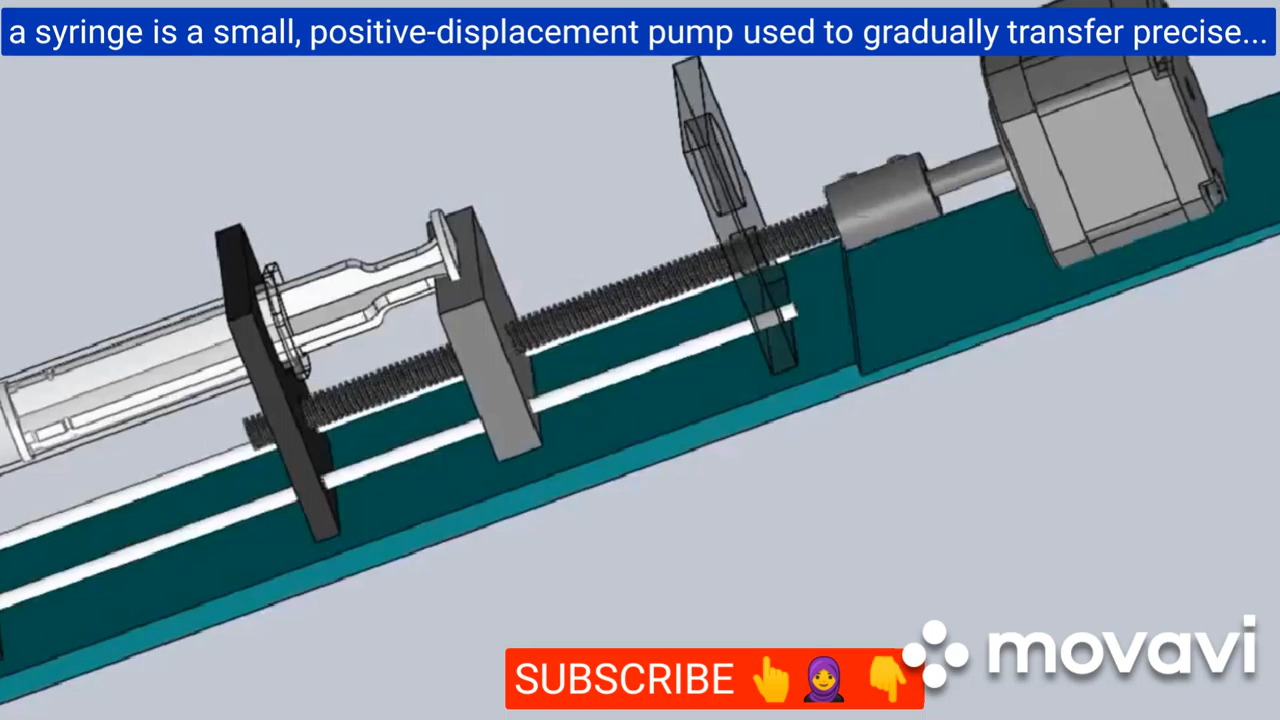 a syringe is a small, positive-displacement pump used to gradually transfer precise...
SUBSCRIBE 👆🧕👇
movavi